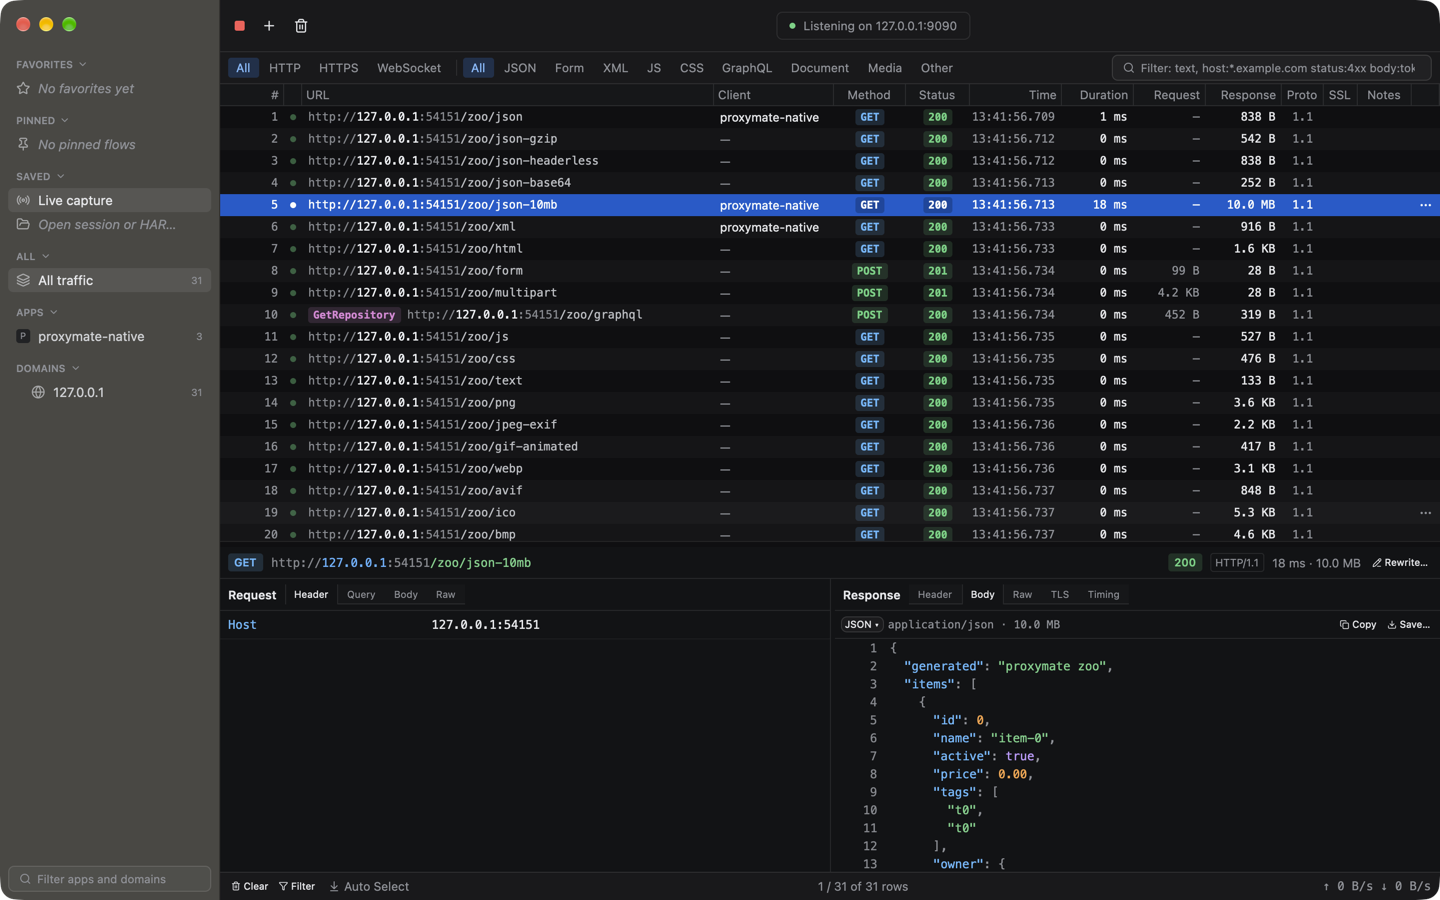 Listening on 127.0.0.1:9090
FAVORITES
No favorites yet
PINNED
No pinned flows
SAVED
Live capture
Open session or HAR...
ALL
All traffic 31
APPS
P proxymate-native 3
DOMAINS
127.0.0.1 31
Filter apps and domains
All HTTP HTTPS WebSocket All JSON Form XML JS CSS GraphQL Document Media Other Filter: text, host:*.example.com status:4xx body:tok
# URL Client Method Status Time Duration Request Response Proto SSL Notes
1 http://127.0.0.1:54151/zoo/json proxymate-native GET 200 13:41:56.709 1 ms — 838 B 1.1
2 http://127.0.0.1:54151/zoo/json-gzip — GET 200 13:41:56.712 0 ms — 542 B 1.1
3 http://127.0.0.1:54151/zoo/json-headerless — GET 200 13:41:56.712 0 ms — 838 B 1.1
4 http://127.0.0.1:54151/zoo/json-base64 — GET 200 13:41:56.713 0 ms — 252 B 1.1
5 http://127.0.0.1:54151/zoo/json-10mb proxymate-native GET 200 13:41:56.713 18 ms — 10.0 MB 1.1 ...
6 http://127.0.0.1:54151/zoo/xml proxymate-native GET 200 13:41:56.733 0 ms — 916 B 1.1
7 http://127.0.0.1:54151/zoo/html — GET 200 13:41:56.733 0 ms — 1.6 KB 1.1
8 http://127.0.0.1:54151/zoo/form — POST 201 13:41:56.734 0 ms 99 B 28 B 1.1
9 http://127.0.0.1:54151/zoo/multipart — POST 201 13:41:56.734 0 ms 4.2 KB 28 B 1.1
10 GetRepository http://127.0.0.1:54151/zoo/graphql — POST 200 13:41:56.734 0 ms 452 B 319 B 1.1
11 http://127.0.0.1:54151/zoo/js — GET 200 13:41:56.735 0 ms — 527 B 1.1
12 http://127.0.0.1:54151/zoo/css — GET 200 13:41:56.735 0 ms — 476 B 1.1
13 http://127.0.0.1:54151/zoo/text — GET 200 13:41:56.735 0 ms — 133 B 1.1
14 http://127.0.0.1:54151/zoo/png — GET 200 13:41:56.735 0 ms — 3.6 KB 1.1
15 http://127.0.0.1:54151/zoo/jpeg-exif — GET 200 13:41:56.736 0 ms — 2.2 KB 1.1
16 http://127.0.0.1:54151/zoo/gif-animated — GET 200 13:41:56.736 0 ms — 417 B 1.1
17 http://127.0.0.1:54151/zoo/webp — GET 200 13:41:56.736 0 ms — 3.1 KB 1.1
18 http://127.0.0.1:54151/zoo/avif — GET 200 13:41:56.737 0 ms — 848 B 1.1
19 http://127.0.0.1:54151/zoo/ico — GET 200 13:41:56.737 0 ms — 5.3 KB 1.1 ...
20 http://127.0.0.1:54151/zoo/bmp — GET 200 13:41:56.737 0 ms — 4.6 KB 1.1
GET http://127.0.0.1:54151/zoo/json-10mb 200 HTTP/1.1 18 ms · 10.0 MB Rewrite...
Request Header Query Body Raw
Host 127.0.0.1:54151
Response Header Body Raw TLS Timing
JSON application/json · 10.0 MB Copy Save...
1 {
2 "generated": "proxymate zoo",
3 "items": [
4 {
5 "id": 0,
6 "name": "item-0",
7 "active": true,
8 "price": 0.00,
9 "tags": [
10 "t0",
11 "t0"
12 ],
13 "owner": {
Clear Filter Auto Select 1 / 31 of 31 rows ↑ 0 B/s ↓ 0 B/s